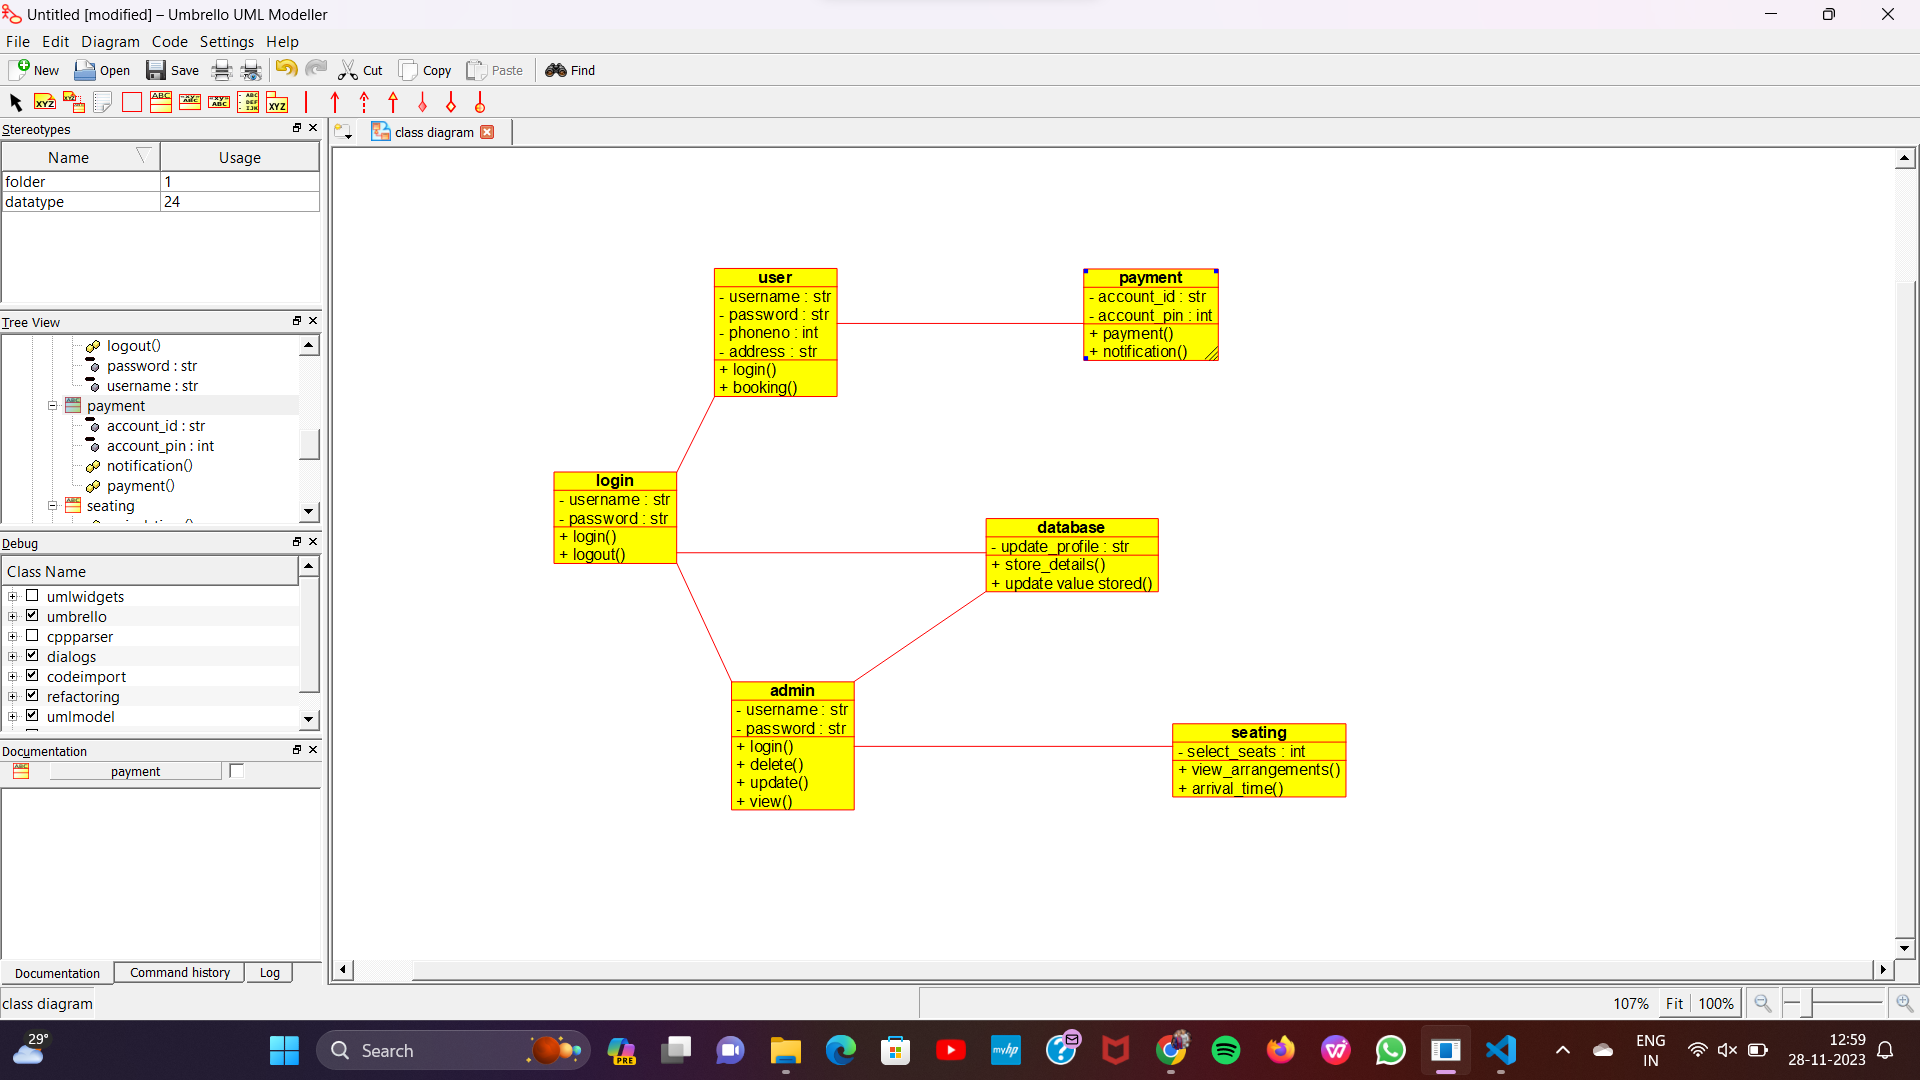 Untitled [modified] – Umbrello UML Modeller
File Edit Diagram Code Settings Help
New Open Save Cut Copy Paste Find
Stereotypes
class diagram
Name Usage
folder 1
datatype 24
Tree View
logout()
password : str
username : str
payment
account_id : str
account_pin : int
notification()
payment()
seating
Debug
Class Name
umlwidgets
umbrello
cppparser
dialogs
codeimport
refactoring
umlmodel
Documentation
payment
Documentation Command history Log
user
- username : str
- password : str
- phoneno : int
- address : str
+ login()
+ booking()
payment
- account_id : str
- account_pin : int
+ payment()
+ notification()
login
- username : str
- password : str
+ login()
+ logout()
database
- update_profile : str
+ store_details()
+ update value stored()
admin
- username : str
- password : str
+ login()
+ delete()
+ update()
+ view()
seating
- select_seats : int
+ view_arrangements()
+ arrival_time()
class diagram
107% Fit 100%
29°
Search
PRE
myhp
ENG
IN
12:59
28-11-2023